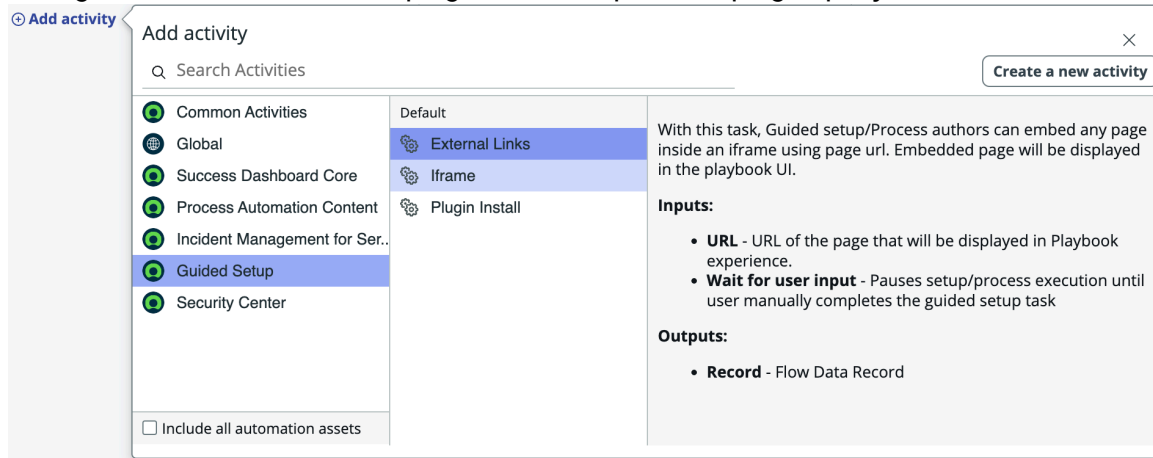 Add activity
Add activity
Search Activities
Create a new activity
Common Activities
Global
Success Dashboard Core
Process Automation Content
Incident Management for Ser..
Guided Setup
Security Center
Include all automation assets
Default
External Links
Iframe
Plugin Install
With this task, Guided setup/Process authors can embed any page
inside an iframe using page url. Embedded page will be displayed
in the playbook UI.
Inputs:
• URL - URL of the page that will be displayed in Playbook
experience.
• Wait for user input - Pauses setup/process execution until
user manually completes the guided setup task
Outputs:
• Record - Flow Data Record